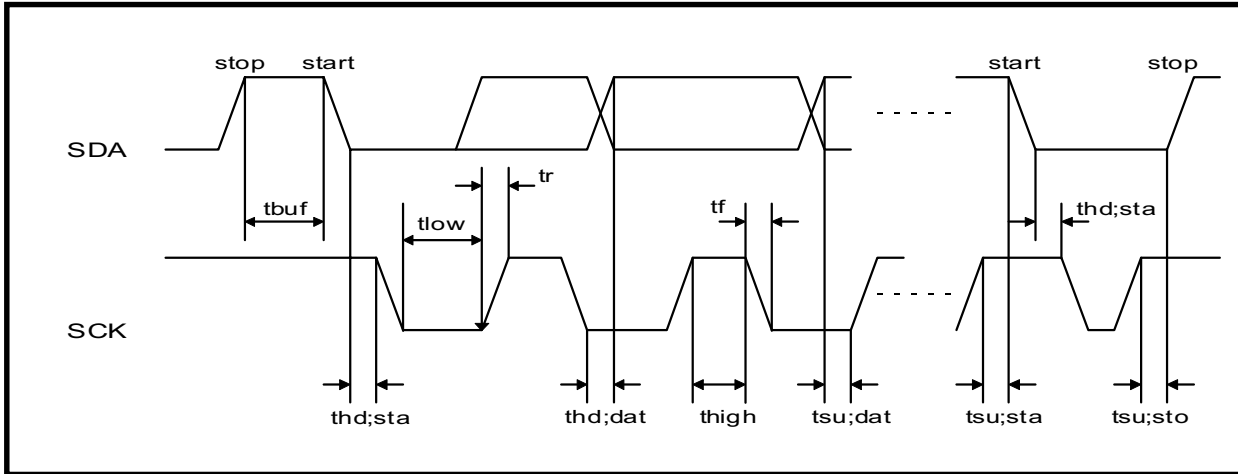 stop start start stop
SDA
tr
tbuf tlow tf thd;sta
SCK
thd;sta thd;dat thigh tsu;dat tsu;sta tsu;sto